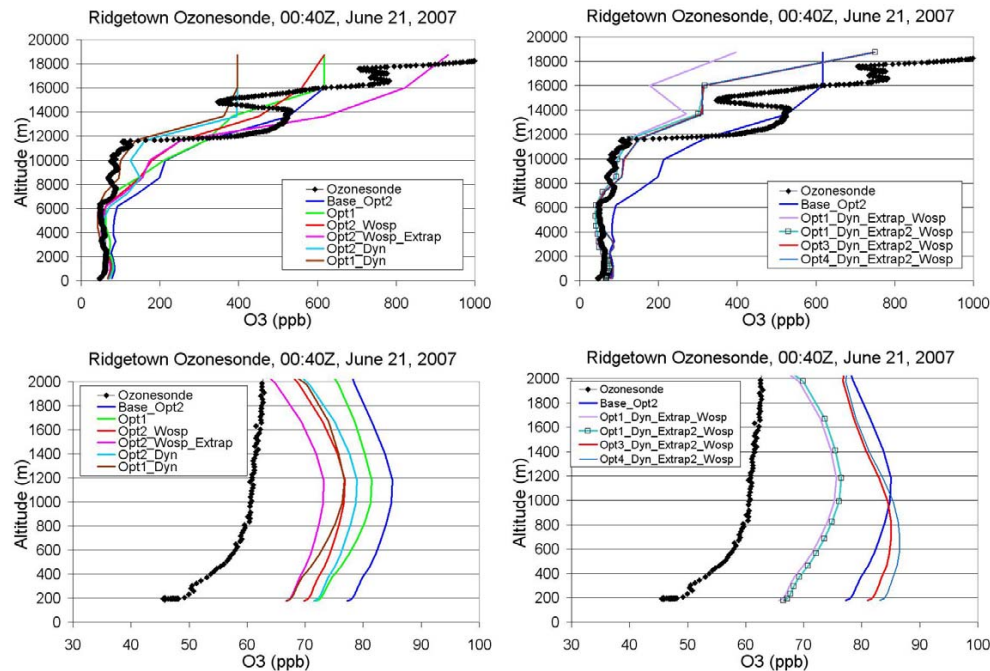 Ridgetown Ozonesonde, 00:40Z, June 21, 2007
20000
18000
16000
14000
12000
10000
8000
6000
4000
2000
0
Altitude (m)
Ozonesonde
Base_Opt2
Opt1
Opt2_Wosp
Opt2_Wosp_Extrap
Opt2_Dyn
Opt1_Dyn
0 200 400 600 800 1000
O3 (ppb)
Ridgetown Ozonesonde, 00:40Z, June 21, 2007
20000
18000
16000
14000
12000
10000
8000
6000
4000
2000
0
Altitude (m)
Ozonesonde
Base_Opt2
Opt1_Dyn_Extrap_Wosp
Opt1_Dyn_Extrap2_Wosp
Opt3_Dyn_Extrap2_Wosp
Opt4_Dyn_Extrap2_Wosp
0 200 400 600 800 1000
O3 (ppb)
Ridgetown Ozonesonde, 00:40Z, June 21, 2007
2000
1800
1600
1400
1200
1000
800
600
400
200
0
Altitude (m)
Ozonesonde
Base_Opt2
Opt1
Opt2_Wosp
Opt2_Wosp_Extrap
Opt2_Dyn
Opt1_Dyn
30 40 50 60 70 80 90 100
O3 (ppb)
Ridgetown Ozonesonde, 00:40Z, June 21, 2007
2000
1800
1600
1400
1200
1000
800
600
400
200
0
Altitude (m)
Ozonesonde
Base_Opt2
Opt1_Dyn_Extrap_Wosp
Opt1_Dyn_Extrap2_Wosp
Opt3_Dyn_Extrap2_Wosp
Opt4_Dyn_Extrap2_Wosp
30 40 50 60 70 80 90 100
O3 (ppb)